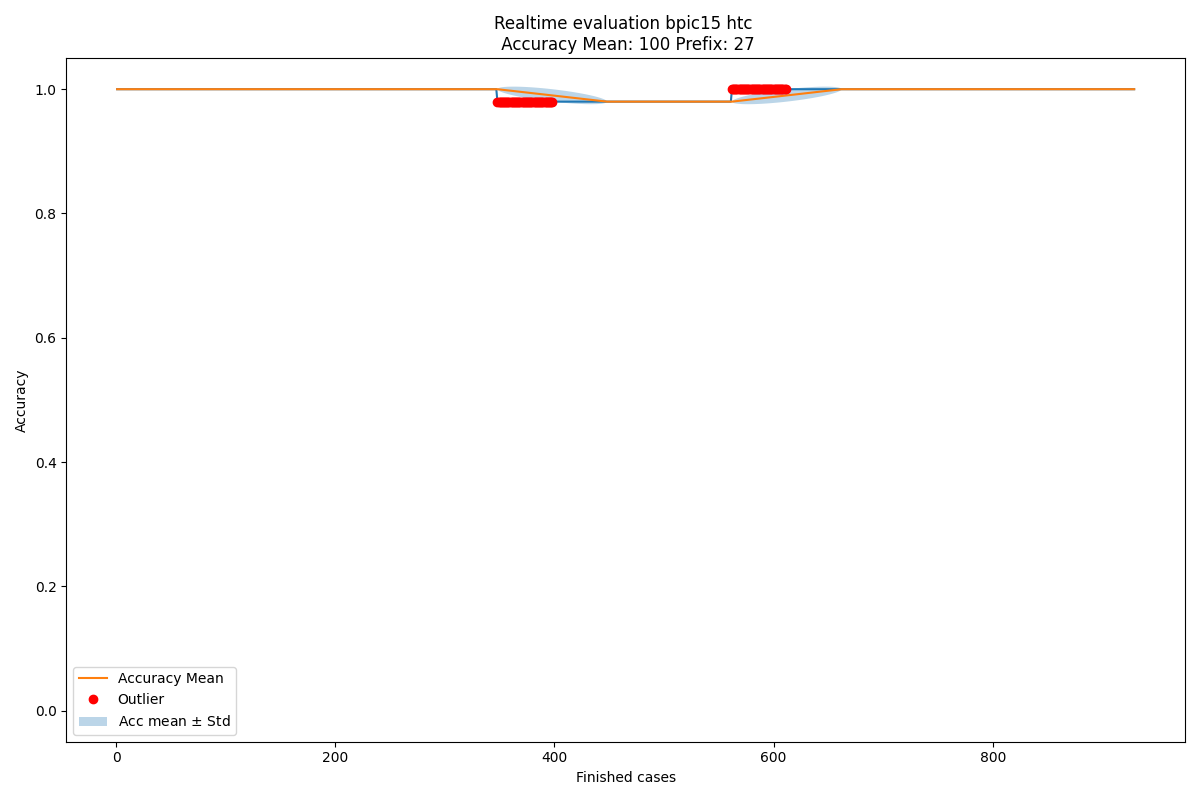 Realtime evaluation bpic15 htc
Accuracy Mean: 100 Prefix: 27
1.0
0.8
0.6
0.4
0.2
0.0
Accuracy
Accuracy Mean
Outlier
Acc mean ± Std
0
200
400
600
800
Finished cases